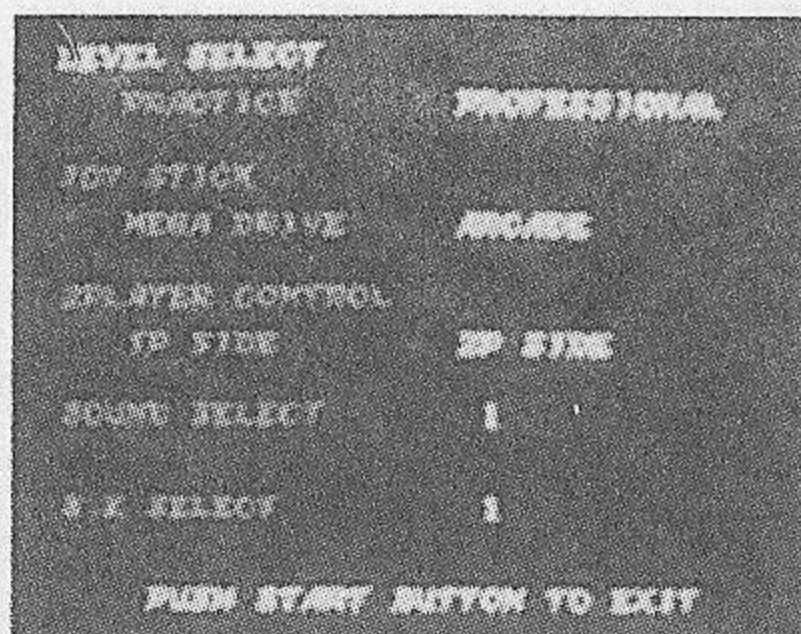 LEVEL SELECT
PRACTICE PROFESSIONAL
JOY STICK
MEGA DRIVE ARCADE
2PLAYER CONTROL
1P SIDE 2P SIDE
SOUND SELECT 1
S E SELECT 1
PUSH START BUTTON TO EXIT